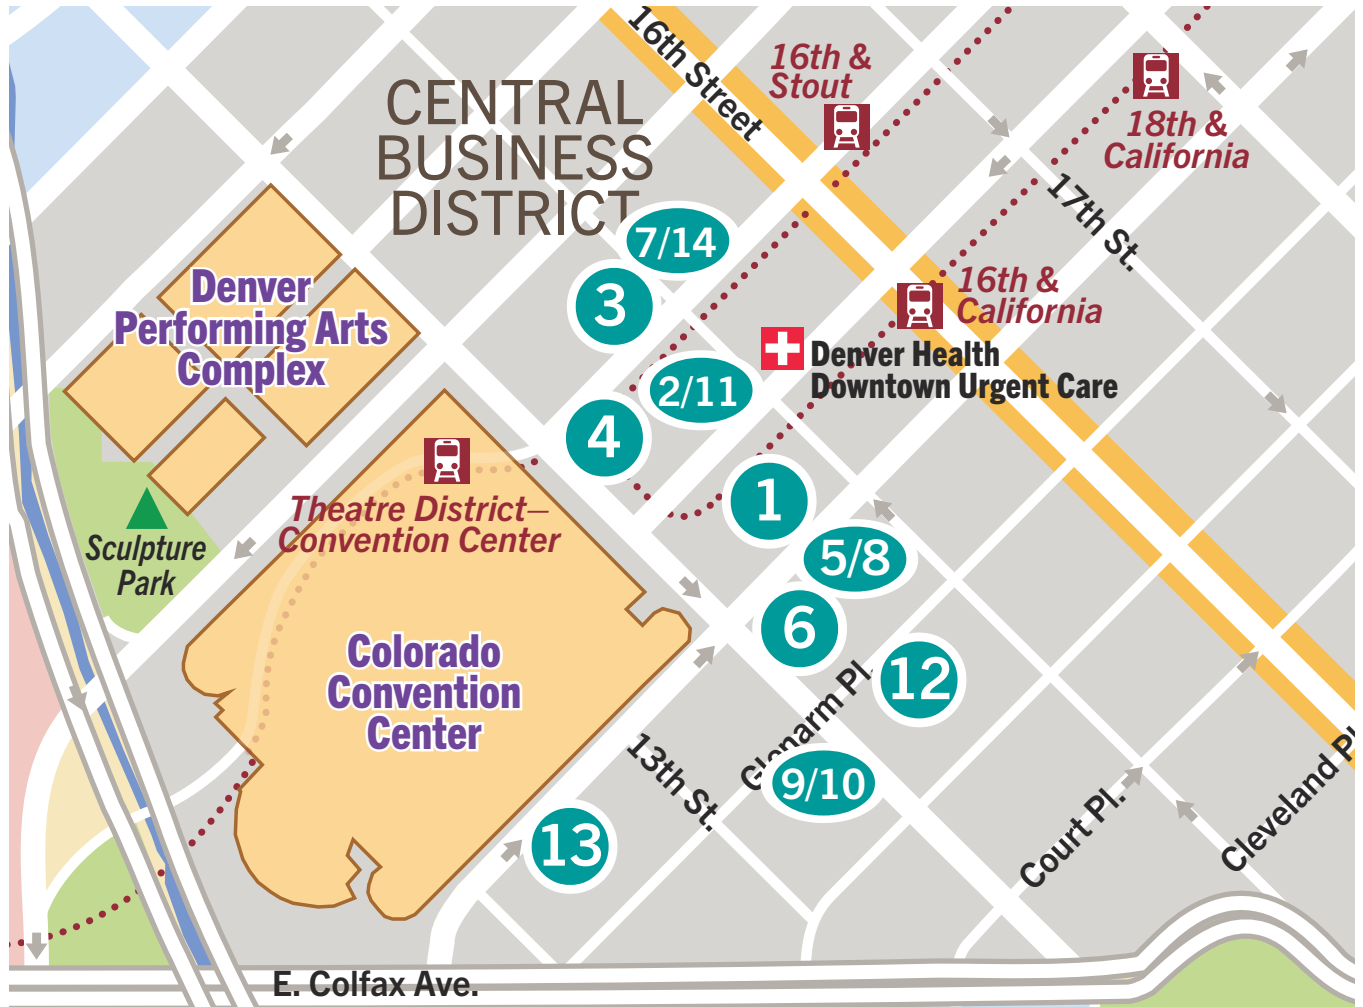 16th Street
16th &
Stout
18th &
California
CENTRAL
BUSINESS
DISTRICT
17th St.
7/14
3
Denver
Performing Arts
Complex
16th &
California
Denver Health
Downtown Urgent Care
2/11
4
1
Theatre District–
Convention Center
Sculpture
Park
5/8
6
12
Colorado
Convention
Center
Glenarm Pl.
13th St.
9/10
13
Court Pl.
Cleveland Pl
E. Colfax Ave.